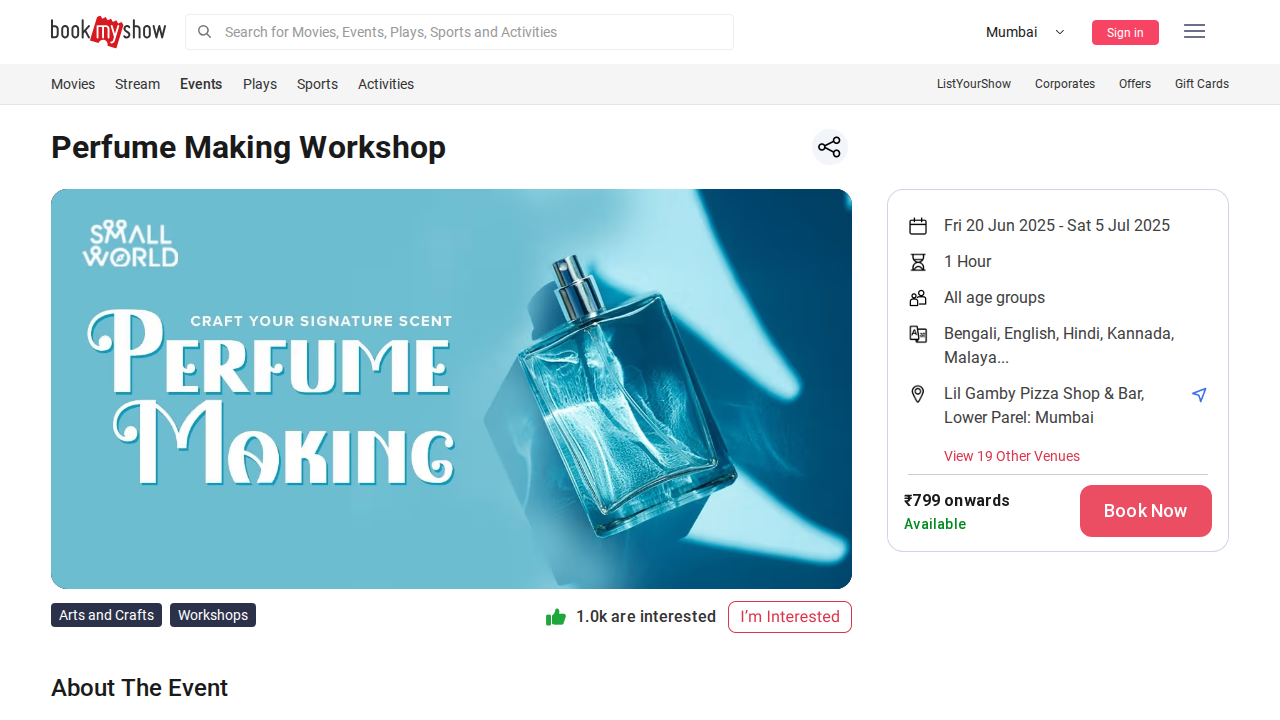 bookmyshow
Search for Movies, Events, Plays, Sports and Activities
Mumbai
Sign in
Movies
Stream
Events
Plays
Sports
Activities
ListYourShow
Corporates
Offers
Gift Cards
Perfume Making Workshop
SMALL
WORLD
CRAFT YOUR SIGNATURE SCENT
PERFUME
MAKING
Fri 20 Jun 2025 - Sat 5 Jul 2025
1 Hour
All age groups
Bengali, English, Hindi, Kannada,
Malaya...
Lil Gamby Pizza Shop & Bar,
Lower Parel: Mumbai
View 19 Other Venues
₹799 onwards
Available
Book Now
Arts and Crafts
Workshops
1.0k are interested
I’m Interested
About The Event